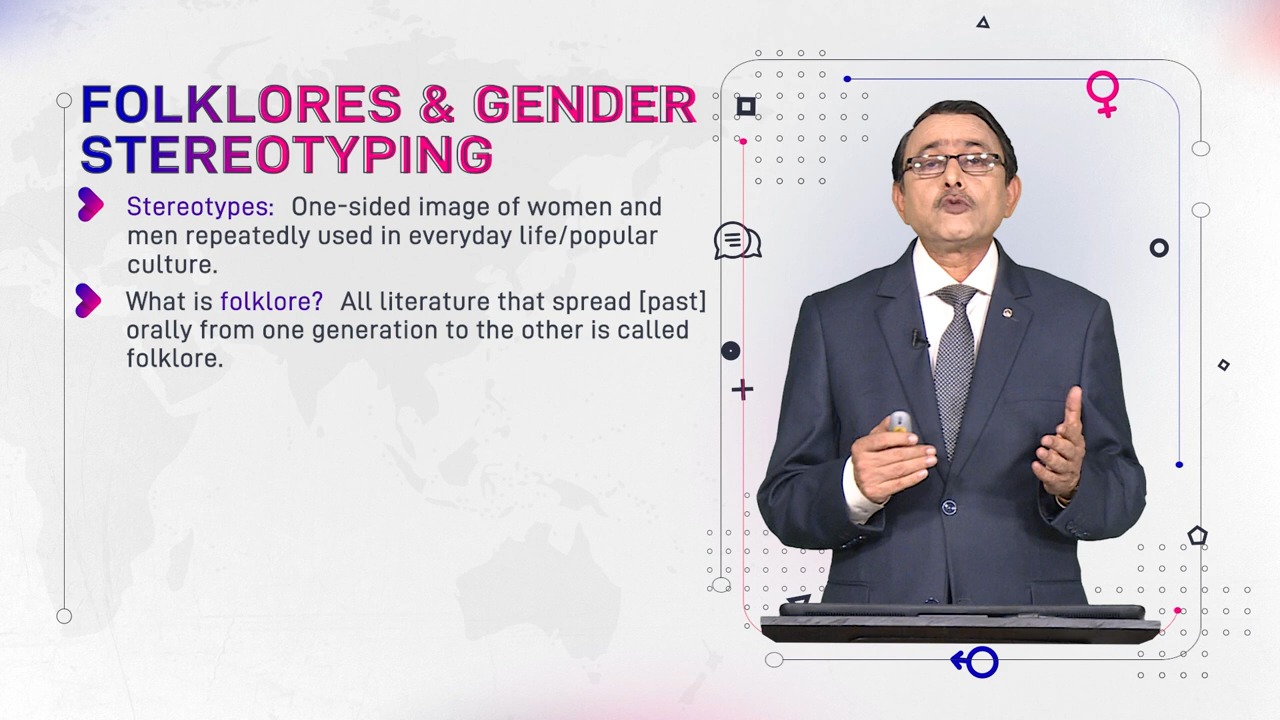 FOLKLORES & GENDER
STEREOTYPING
Stereotypes: One-sided image of women and
men repeatedly used in everyday life/popular
culture.
What is folklore? All literature that spread [past]
orally from one generation to the other is called
folklore.